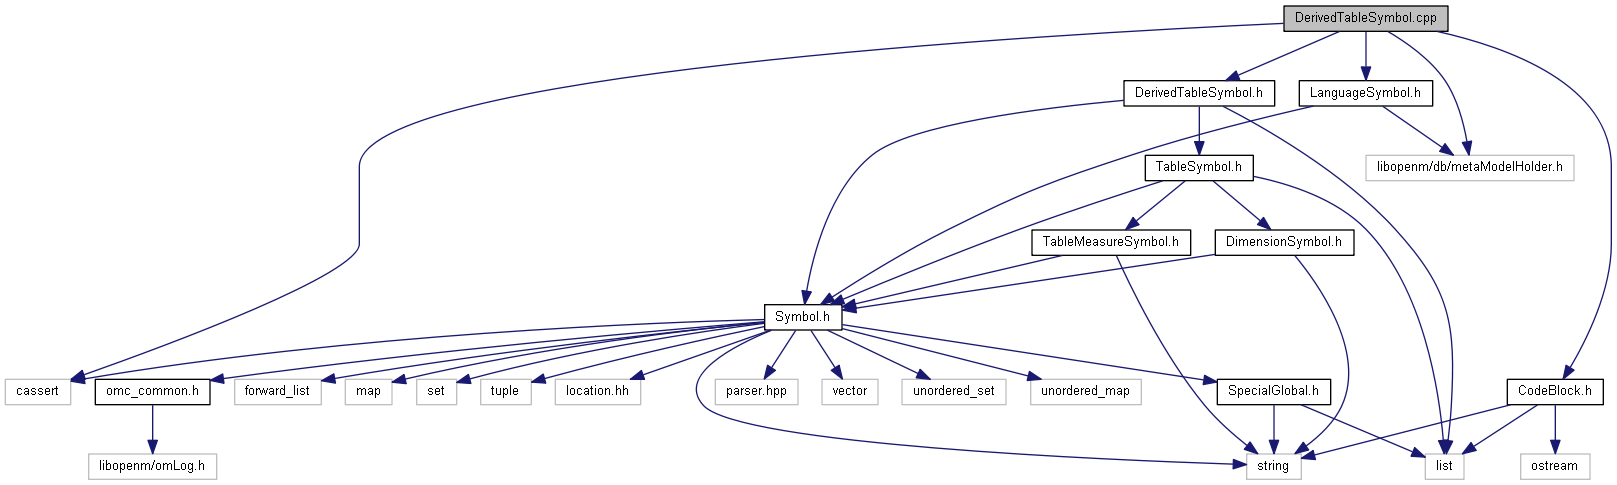 DerivedTableSymbol.cpp
DerivedTableSymbol.h
LanguageSymbol.h
TableSymbol.h
libopenm/db/metaModelHolder.h
TableMeasureSymbol.h
DimensionSymbol.h
Symbol.h
cassert
omc_common.h
forward_list
map
set
tuple
location.hh
parser.hpp
vector
unordered_set
unordered_map
SpecialGlobal.h
CodeBlock.h
libopenm/omLog.h
string
list
ostream